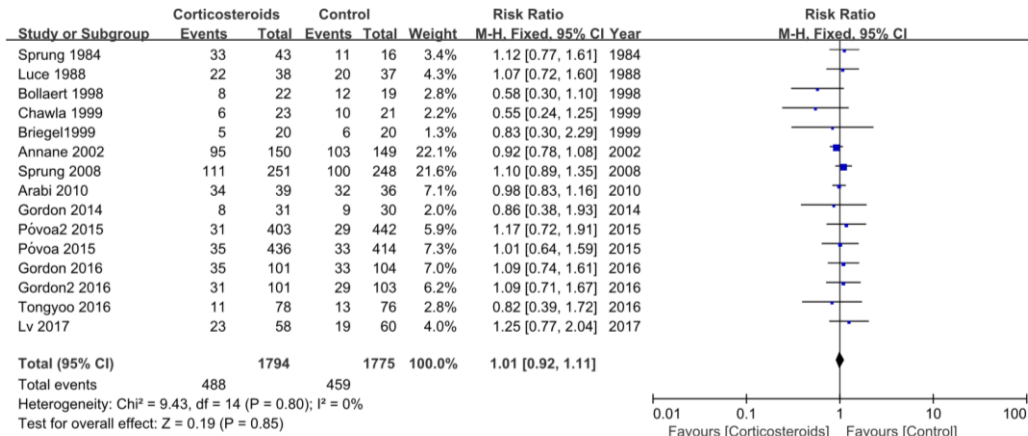 Corticosteroids Control Risk Ratio Risk Ratio
Study or Subgroup Events Total Events Total Weight M-H. Fixed. 95% CI Year M-H. Fixed. 95% CI
Sprung 1984 33 43 11 16 3.4% 1.12 [0.77, 1.61] 1984
Luce 1988 22 38 20 37 4.3% 1.07 [0.72, 1.60] 1988
Bollaert 1998 8 22 12 19 2.8% 0.58 [0.30, 1.10] 1998
Chawla 1999 6 23 10 21 2.2% 0.55 [0.24, 1.25] 1999
Briegel1999 5 20 6 20 1.3% 0.83 [0.30, 2.29] 1999
Annane 2002 95 150 103 149 22.1% 0.92 [0.78, 1.08] 2002
Sprung 2008 111 251 100 248 21.6% 1.10 [0.89, 1.35] 2008
Arabi 2010 34 39 32 36 7.1% 0.98 [0.83, 1.16] 2010
Gordon 2014 8 31 9 30 2.0% 0.86 [0.38, 1.93] 2014
Póvoa2 2015 31 403 29 442 5.9% 1.17 [0.72, 1.91] 2015
Póvoa 2015 35 436 33 414 7.3% 1.01 [0.64, 1.59] 2015
Gordon 2016 35 101 33 104 7.0% 1.09 [0.74, 1.61] 2016
Gordon2 2016 31 101 29 103 6.2% 1.09 [0.71, 1.67] 2016
Tongyoo 2016 11 78 13 76 2.8% 0.82 [0.39, 1.72] 2016
Lv 2017 23 58 19 60 4.0% 1.25 [0.77, 2.04] 2017
Total (95% CI) 1794 1775 100.0% 1.01 [0.92, 1.11]
Total events 488 459
Heterogeneity: Chi² = 9.43, df = 14 (P = 0.80); I² = 0%
Test for overall effect: Z = 0.19 (P = 0.85)
0.01 0.1 1 10 100
Favours [Corticosteroids] Favours [Control]